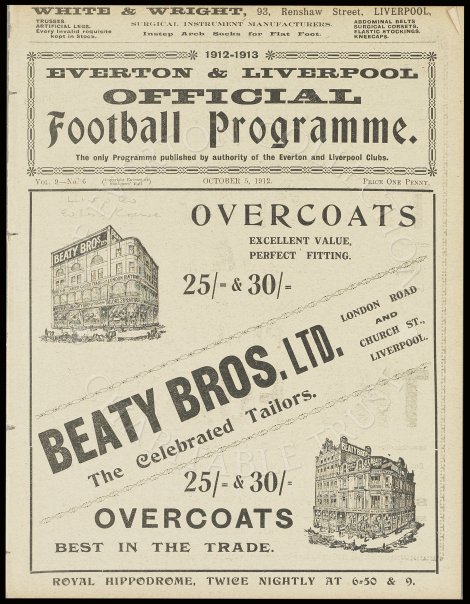 WHITE & WRIGHT, 93, Renshaw Street, LIVERPOOL,
TRUSSES.
ARTIFICIAL LEGS.
Every Invalid requisite
kept in Stock.
SURGICAL INSTRUMENT MANUFACTURERS.
Instep Arch Socks for Flat Foot.
ABDOMINAL BELTS
SURGICAL CORSETS,
ELASTIC STOCKINGS,
KNEECAPS.
1912-1913
EVERTON & LIVERPOOL
OFFICIAL
Football Programme.
The only Programme published by authority of the Everton and Liverpool Clubs.
VOL. 9—No. 6
OCTOBER 5, 1912.
PRICE ONE PENNY.
OVERCOATS
EXCELLENT VALUE,
PERFECT FITTING.
BEATY BROS.
25/= & 30/=
BEATY BROS. LTD.
LONDON ROAD
AND
CHURCH ST.,
LIVERPOOL.
The Celebrated Tailors.
25/= & 30/=
OVERCOATS
BEST IN THE TRADE.
ROYAL HIPPODROME, TWICE NIGHTLY AT 6=50 & 9.